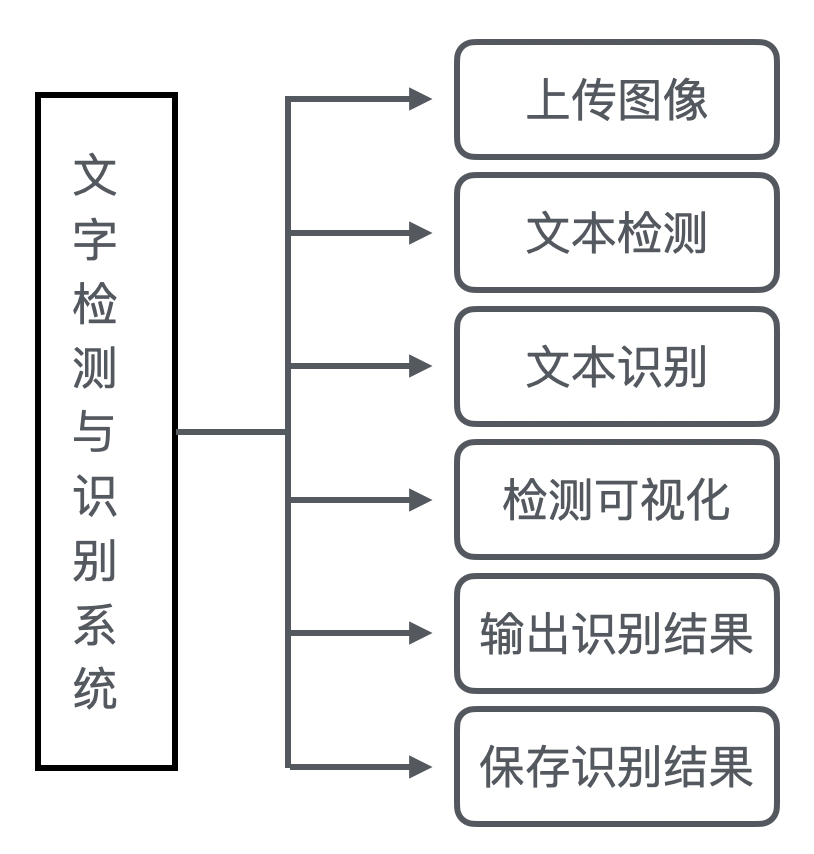 文字检测与识别系统
上传图像
文本检测
文本识别
检测可视化
输出识别结果
保存识别结果